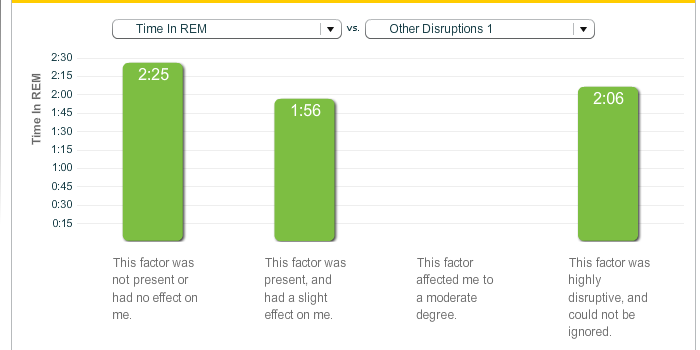 Time In REM vs. Other Disruptions 1
2:30
2:15
2:00
1:45
1:30
1:15
1:00
0:45
0:30
0:15
Time In REM
2:25
1:56
2:06
This factor was
not present or
had no effect on
me.
This factor was
present, and
had a slight
effect on me.
This factor
affected me to
a moderate
degree.
This factor was
highly
disruptive, and
could not be
ignored.